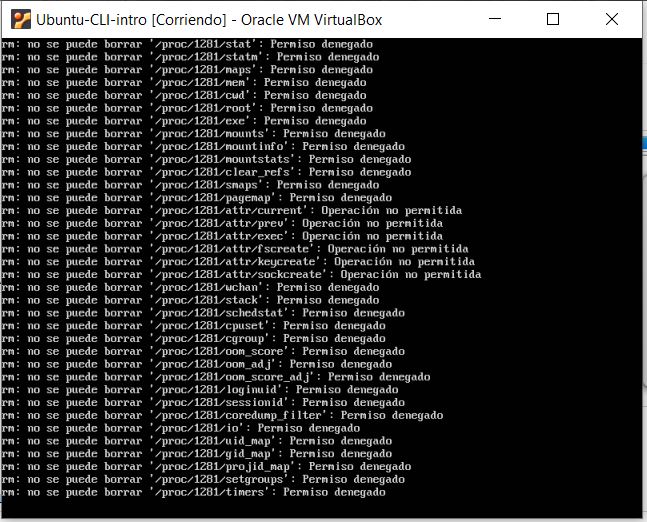 Ubuntu-CLI-intro [Corriendo] - Oracle VM VirtualBox
rm: no se puede borrar '/proc/1281/stat': Permiso denegado
rm: no se puede borrar '/proc/1281/statm': Permiso denegado
rm: no se puede borrar '/proc/1281/maps': Permiso denegado
rm: no se puede borrar '/proc/1281/mem': Permiso denegado
rm: no se puede borrar '/proc/1281/cwd': Permiso denegado
rm: no se puede borrar '/proc/1281/root': Permiso denegado
rm: no se puede borrar '/proc/1281/exe': Permiso denegado
rm: no se puede borrar '/proc/1281/mounts': Permiso denegado
rm: no se puede borrar '/proc/1281/mountinfo': Permiso denegado
rm: no se puede borrar '/proc/1281/mountstats': Permiso denegado
rm: no se puede borrar '/proc/1281/clear_refs': Permiso denegado
rm: no se puede borrar '/proc/1281/smaps': Permiso denegado
rm: no se puede borrar '/proc/1281/pagemap': Permiso denegado
rm: no se puede borrar '/proc/1281/attr/current': Operación no permitida
rm: no se puede borrar '/proc/1281/attr/prev': Operación no permitida
rm: no se puede borrar '/proc/1281/attr/exec': Operación no permitida
rm: no se puede borrar '/proc/1281/attr/fscreate': Operación no permitida
rm: no se puede borrar '/proc/1281/attr/keycreate': Operación no permitida
rm: no se puede borrar '/proc/1281/attr/sockcreate': Operación no permitida
rm: no se puede borrar '/proc/1281/wchan': Permiso denegado
rm: no se puede borrar '/proc/1281/stack': Permiso denegado
rm: no se puede borrar '/proc/1281/schedstat': Permiso denegado
rm: no se puede borrar '/proc/1281/cpuset': Permiso denegado
rm: no se puede borrar '/proc/1281/cgroup': Permiso denegado
rm: no se puede borrar '/proc/1281/oom_score': Permiso denegado
rm: no se puede borrar '/proc/1281/oom_adj': Permiso denegado
rm: no se puede borrar '/proc/1281/oom_score_adj': Permiso denegado
rm: no se puede borrar '/proc/1281/loginuid': Permiso denegado
rm: no se puede borrar '/proc/1281/sessionid': Permiso denegado
rm: no se puede borrar '/proc/1281/coredump_filter': Permiso denegado
rm: no se puede borrar '/proc/1281/io': Permiso denegado
rm: no se puede borrar '/proc/1281/uid_map': Permiso denegado
rm: no se puede borrar '/proc/1281/gid_map': Permiso denegado
rm: no se puede borrar '/proc/1281/projid_map': Permiso denegado
rm: no se puede borrar '/proc/1281/setgroups': Permiso denegado
rm: no se puede borrar '/proc/1281/timers': Permiso denegado